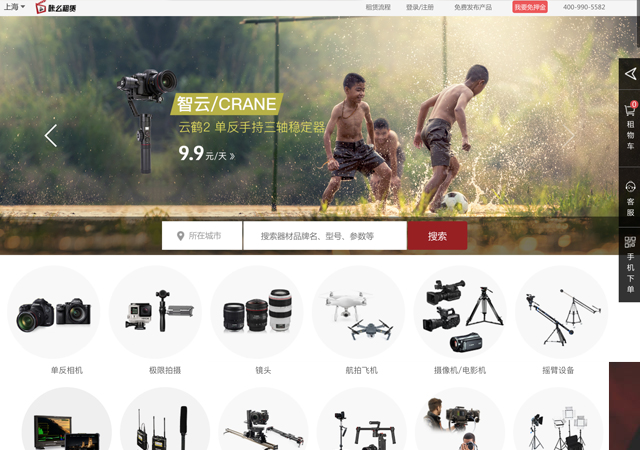 上海
咔么租赁
租赁流程
登录/注册
免费发布产品
我要免押金
400-990-5582
智云/CRANE
云鹤2 单反手持三轴稳定器
9.9元/天 》
所在城市
搜索器材品牌名、型号、参数等
搜索
0
租物车
客服
手机下单
单反相机
极限拍摄
镜头
航拍飞机
摄像机/电影机
摇臂设备